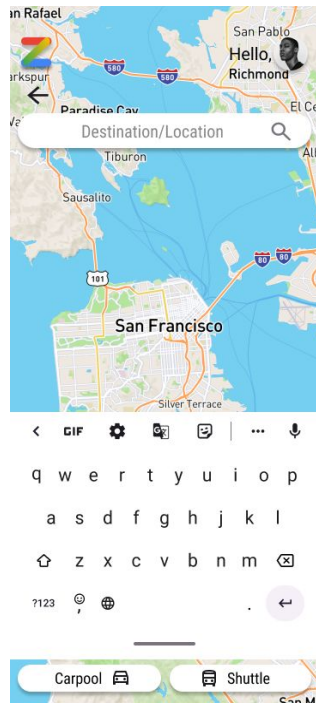 an Rafael
San Pablo
Hello,
580
580
arkspur
Richmond
El Ce
Paradise Cay
Destination/Location
Tiburon
Sausalito
80
80
101
San Francisco
Silver Terrace
GIF
q w e r t y u i o p
a s d f g h j k l
z x c v b n m
?123 , .
Carpool
Shuttle
San M